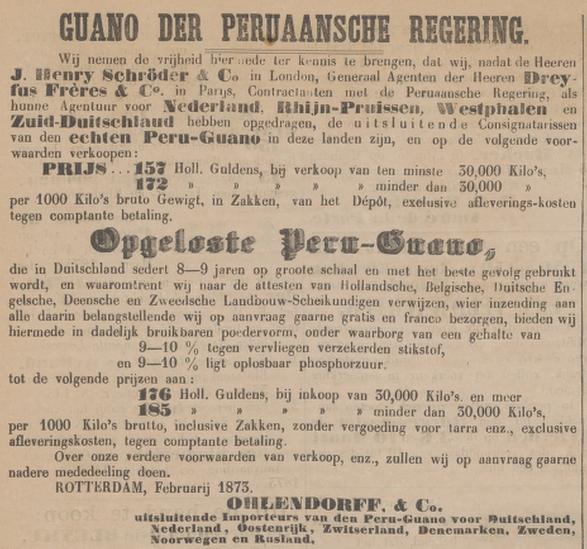 GUANO DER PERUAANSCHE REGERING.
Wij nemen de vrijheid hiermede ter kennis te brengen, dat wij, nadat de Heeren
J. Henry Schröder & Co in London, Generaal Agenten der Heeren Drey-
fus Frères & Co. in Parijs, Contractanten met de Peruaansche Regering, als
hunne Agentuur voor Nederland, Rhijn-Pruissen, Westphalen en
Zuid-Duitschland hebben opgedragen, de uitsluitende Consignatarissen
van den echten Peru-Guano in deze landen zijn, en op de volgende voor-
waarden verkoopen:
PRIJS... 157 Holl. Guldens, bij verkoop van ten minste 30,000 Kilo's,
172 » » » » » minder dan 30,000 »
per 1000 Kilo's bruto Gewigt, in Zakken, van het Dépôt, exclusive afleverings-kosten
tegen comptante betaling.
Opgeloste Peru-Guano,
die in Duitschland sedert 8—9 jaren op groote schaal en met het beste gevolg gebruikt
wordt, en waaromtrent wij naar de attesten van Hollandsche, Belgische, Duitsche En-
gelsche, Deensche en Zweedsche Landbouw-Scheikundigen verwijzen, wier inzending aan
alle daarin belangstellende wij op aanvraag gaarne gratis en franco bezorgen, bieden wij
hiermede in dadelijk bruikbaren poedervorm, onder waarborg van een gehalte van
9—10 % tegen vervliegen verzekerden stikstof,
en 9—10 % ligt oplosbaar phosphorzuur.
tot de volgende prijzen aan:
176 Holl. Guldens, bij inkoop van 30,000 Kilo's. en meer
185 » » » » minder dan 30,000 Kilo's,
per 1000 Kilo's brutto, inclusive Zakken, zonder vergoeding voor tarra enz., exclusive
afleveringskosten, tegen comptante betaling.
Over onze verdere voorwaarden van verkoop, enz., zullen wij op aanvraag gaarne
nadere mededeeling doen.
ROTTERDAM, Februarij 1873.
OHLENDORFF, & Co.
uitsluitende Importeurs van den Peru-Guano voor Duitschland,
Nederland, Oostenrijk, Zwitserland, Denemarken, Zweden,
Noorwegen en Rusland.